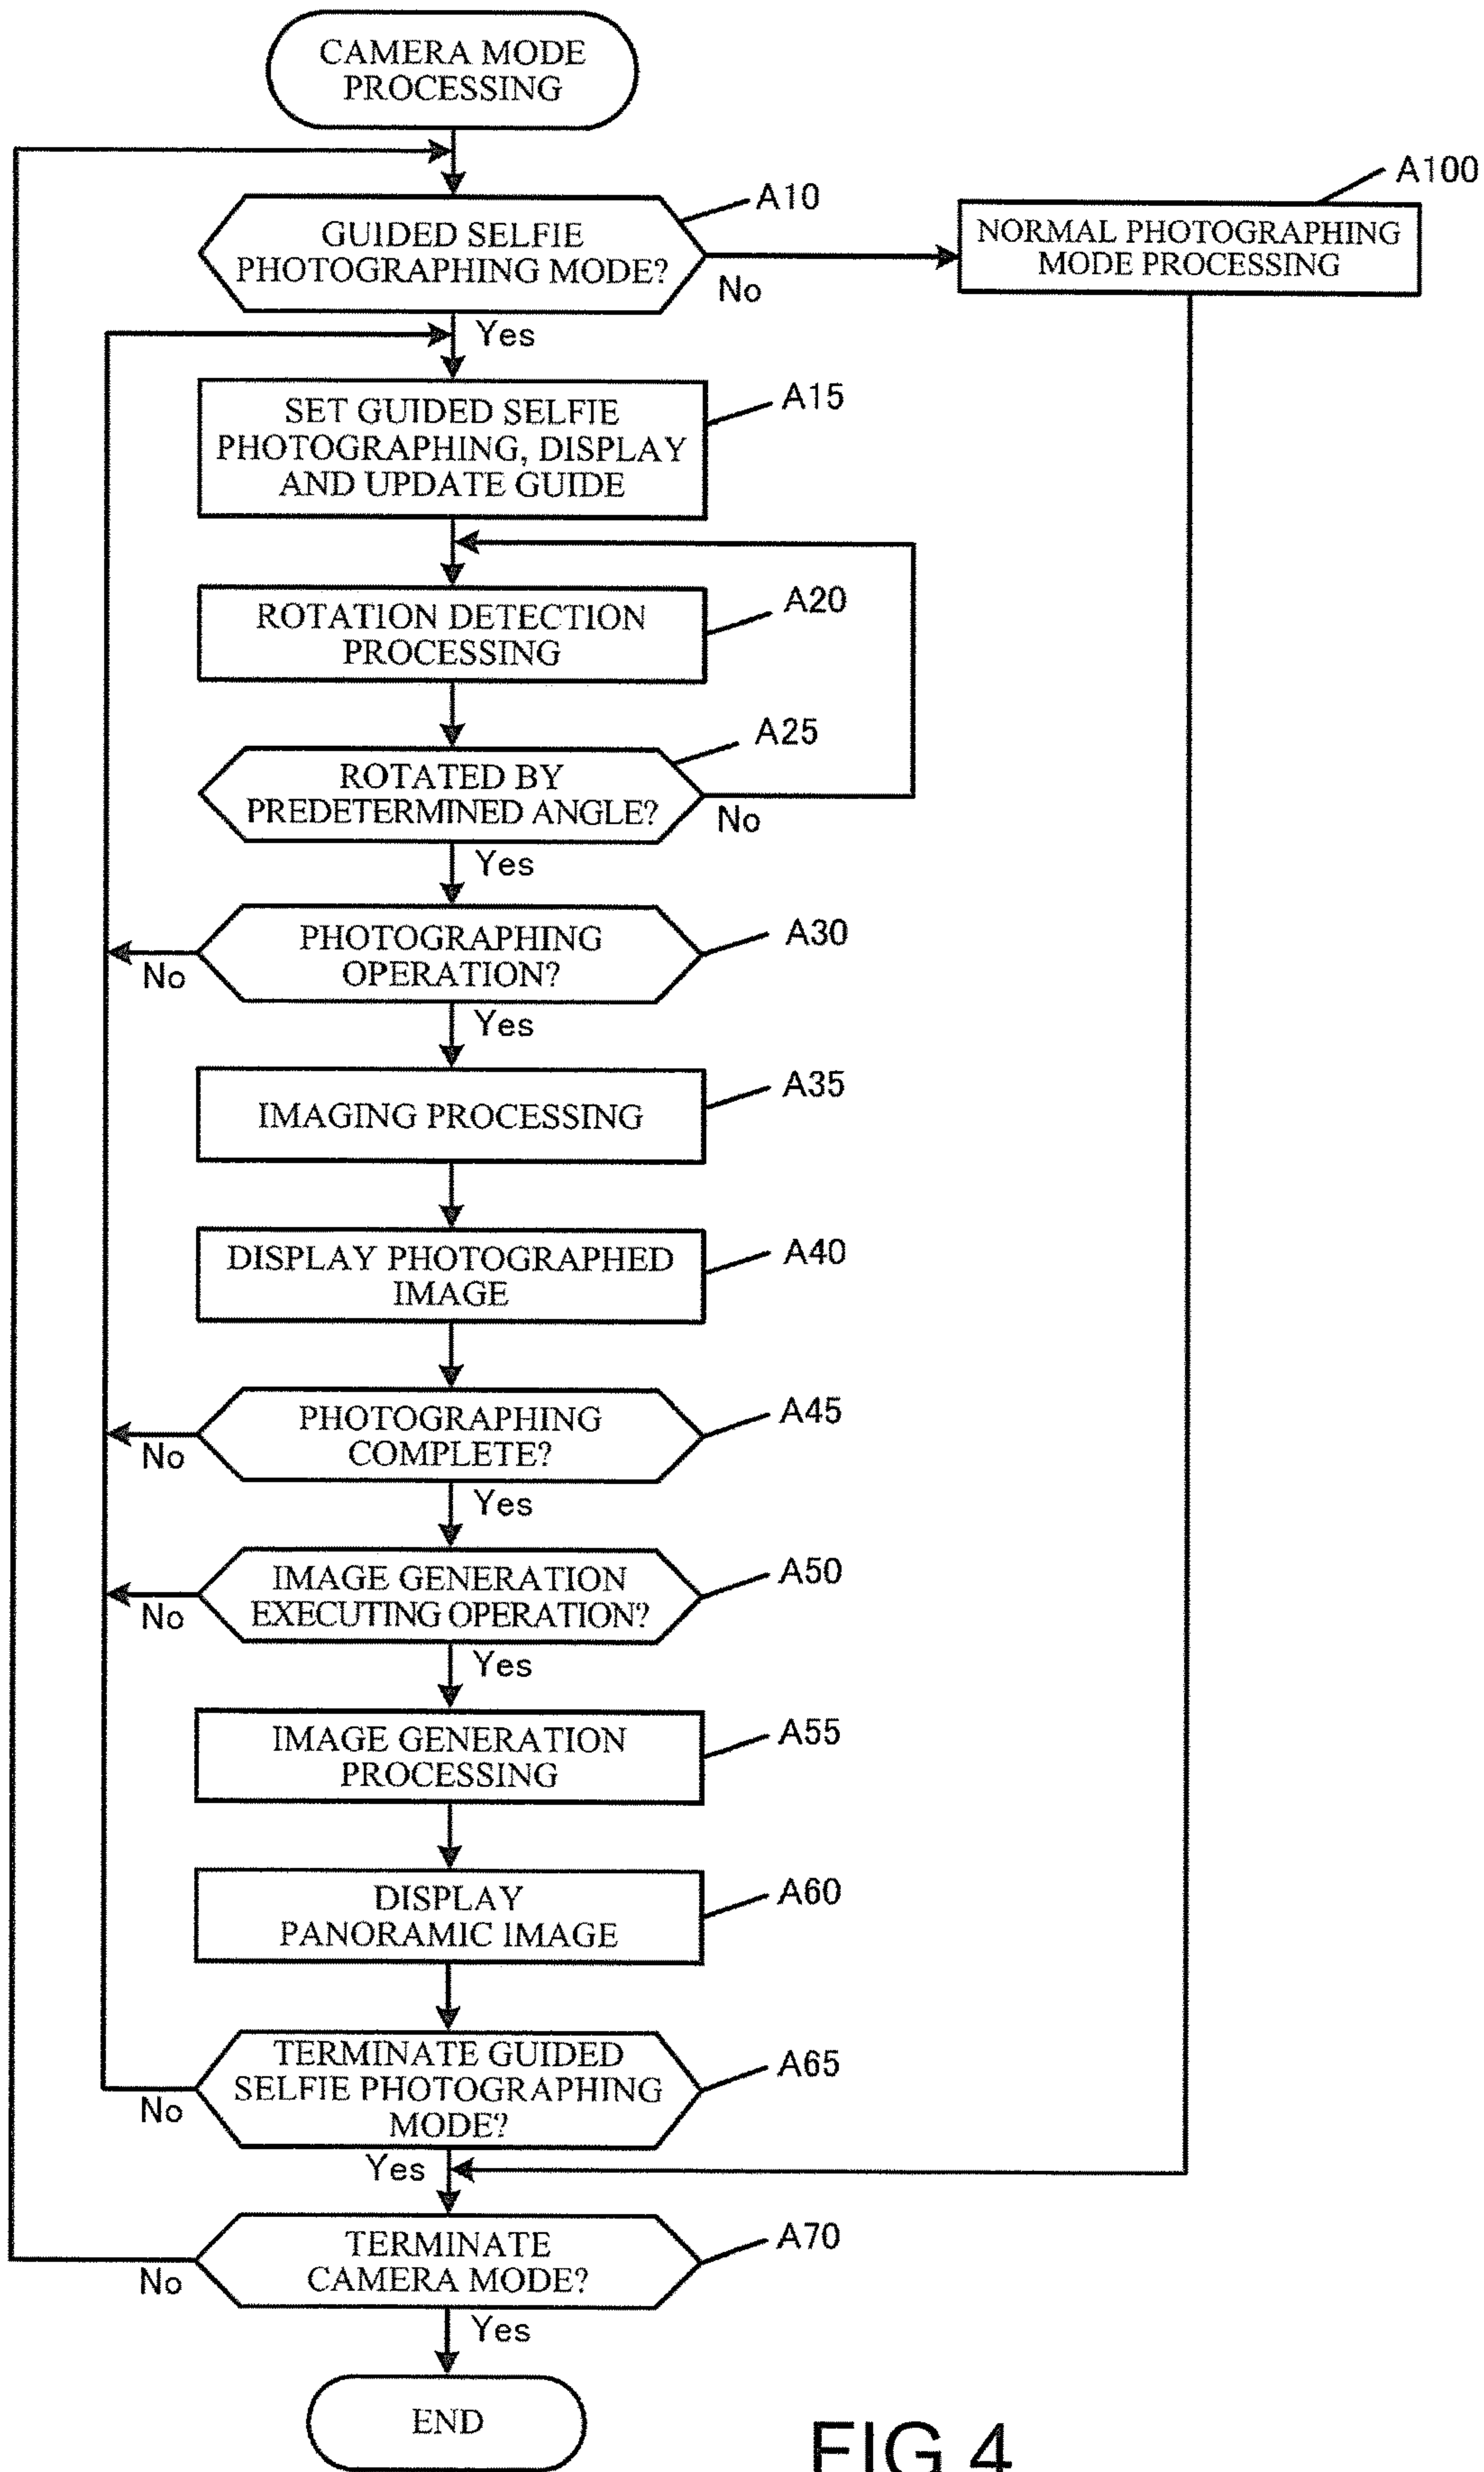 CAMERA MODE
PROCESSING
A10
A100
GUIDED SELFIE
PHOTOGRAPHING MODE?
No
NORMAL PHOTOGRAPHING
MODE PROCESSING
Yes
A15
SET GUIDED SELFIE
PHOTOGRAPHING, DISPLAY
AND UPDATE GUIDE
A20
ROTATION DETECTION
PROCESSING
A25
ROTATED BY
PREDETERMINED ANGLE?
No
Yes
A30
PHOTOGRAPHING
OPERATION?
No
Yes
A35
IMAGING PROCESSING
A40
DISPLAY PHOTOGRAPHED
IMAGE
A45
PHOTOGRAPHING
COMPLETE?
No
Yes
A50
IMAGE GENERATION
EXECUTING OPERATION?
No
Yes
A55
IMAGE GENERATION
PROCESSING
A60
DISPLAY
PANORAMIC IMAGE
A65
TERMINATE GUIDED
SELFIE PHOTOGRAPHING
MODE?
No
Yes
A70
TERMINATE
CAMERA MODE?
No
Yes
END
FIG 4